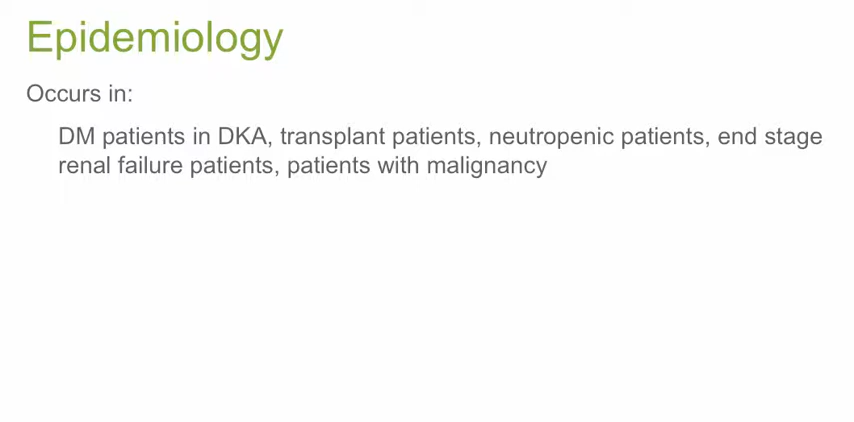 Epidemiology
Occurs in:
DM patients in DKA, transplant patients, neutropenic patients, end stage
renal failure patients, patients with malignancy